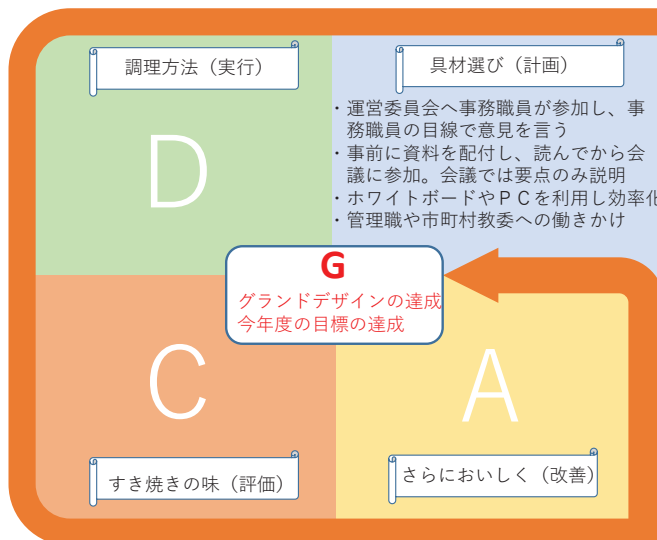 調理方法（実行）
具材選び（計画）
D
・運営委員会へ事務職員が参加し、事
務職員の目線で意見を言う
・事前に資料を配付し、読んでから会
議に参加。会議では要点のみ説明
・ホワイトボードやＰＣを利用し効率化
・管理職や市町村教委への働きかけ
G
グランドデザインの達成
今年度の目標の達成
C
A
すき焼きの味（評価）
さらにおいしく（改善）